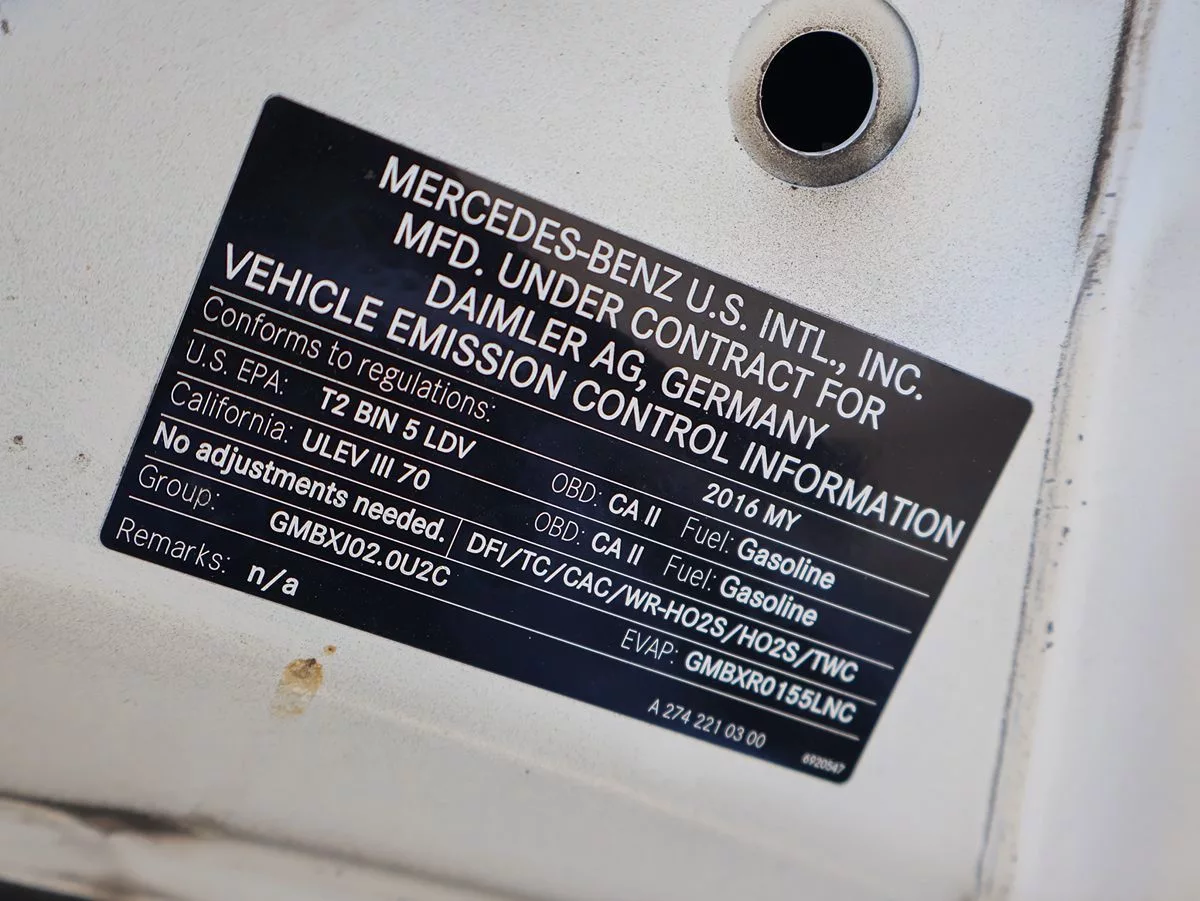 MERCEDES-BENZ U.S. INTL., INC.
MFD. UNDER CONTRACT FOR
DAIMLER AG, GERMANY
VEHICLE EMISSION CONTROL INFORMATION
Conforms to regulations: 2016 MY
U.S. EPA: T2 BIN 5 LDV OBD: CA II Fuel: Gasoline
California: ULEV III 70 OBD: CA II Fuel: Gasoline
No adjustments needed. DFI/TC/CAC/WR-HO2S/HO2S/TWC
Group: GMBXJ02.0U2C EVAP: GMBXR0155LNC
Remarks: n/a
A 274 221 03 00
6920547